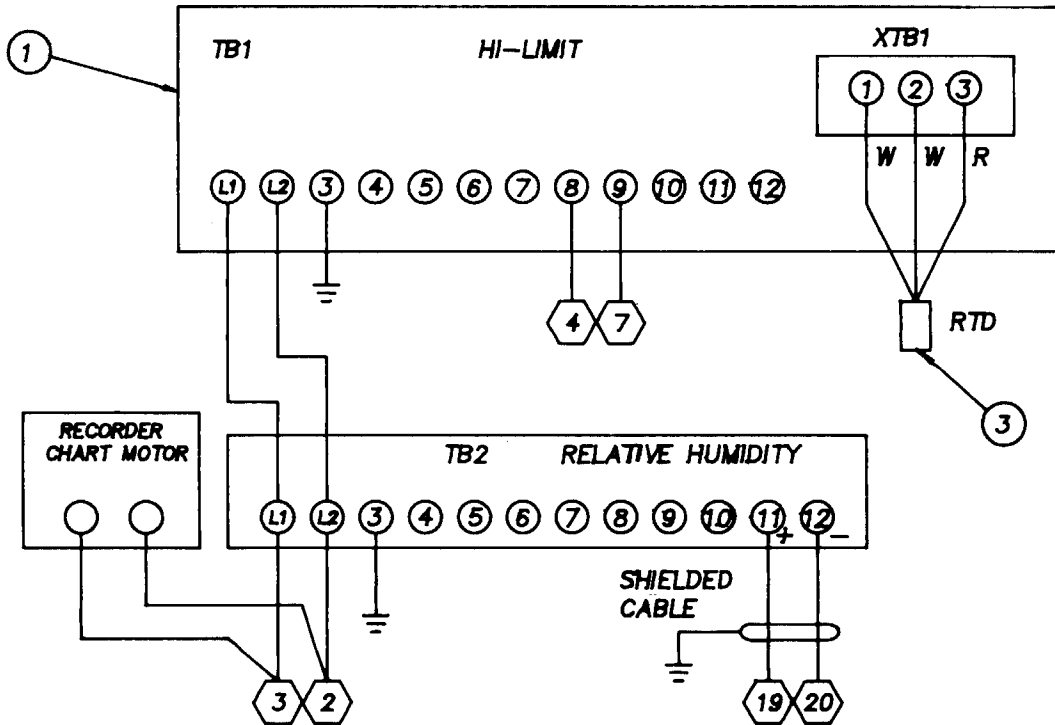 1
TB1 HI-LIMIT XTB1
1 2 3
W W R
L1 L2 3 4 5 6 7 8 9 10 11 12
4 7
RTD
3
RECORDER
CHART MOTOR
TB2 RELATIVE HUMIDITY
L1 L2 3 4 5 6 7 8 9 10 11 12
+ −
SHIELDED
CABLE
3 2 19 20